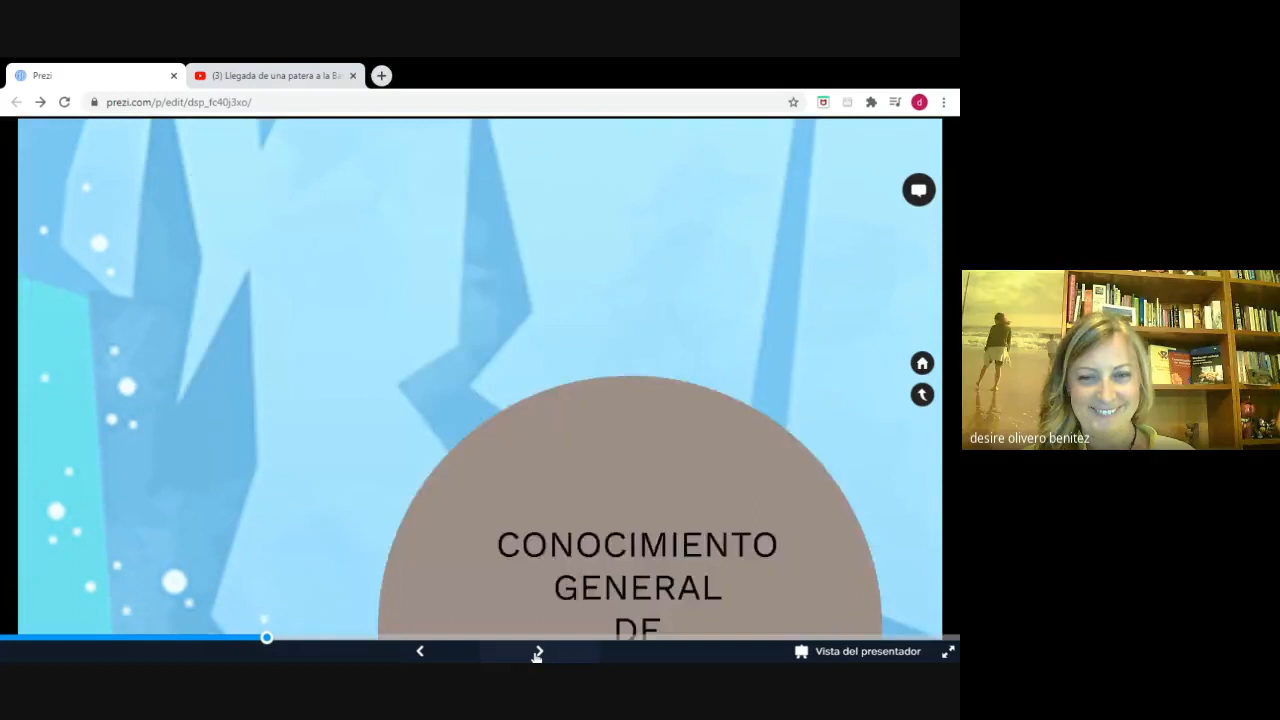 Prezi
(3) Llegada de una patera a la Ba
prezi.com/p/edit/dsp_fc40j3xo/
d
CONOCIMIENTO
GENERAL
DE
Vista del presentador
desire olivero benitez